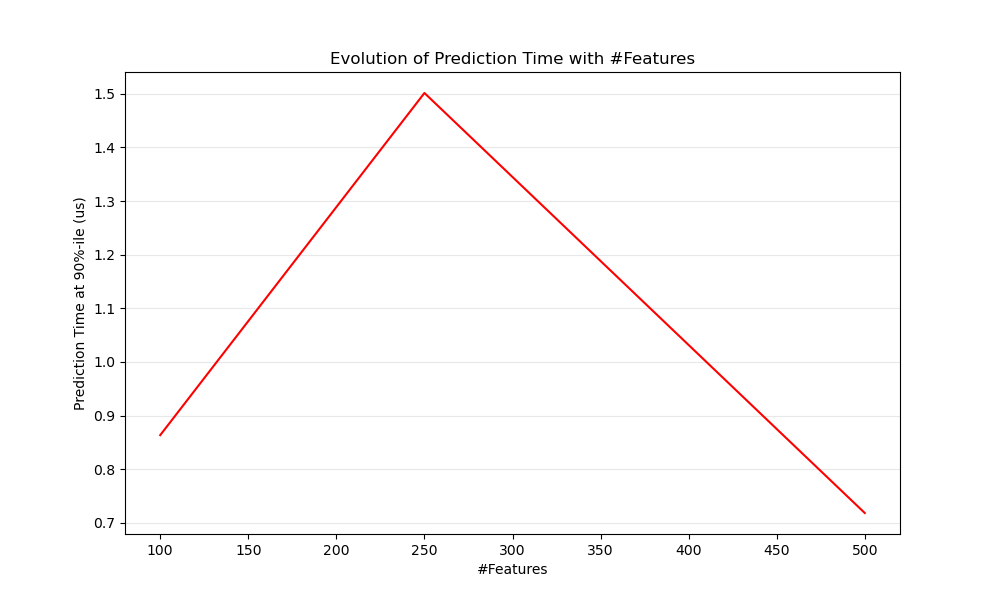 Evolution of Prediction Time with #Features
Prediction Time at 90%-ile (us)
1.5
1.4
1.3
1.2
1.1
1.0
0.9
0.8
0.7
100 150 200 250 300 350 400 450 500
#Features